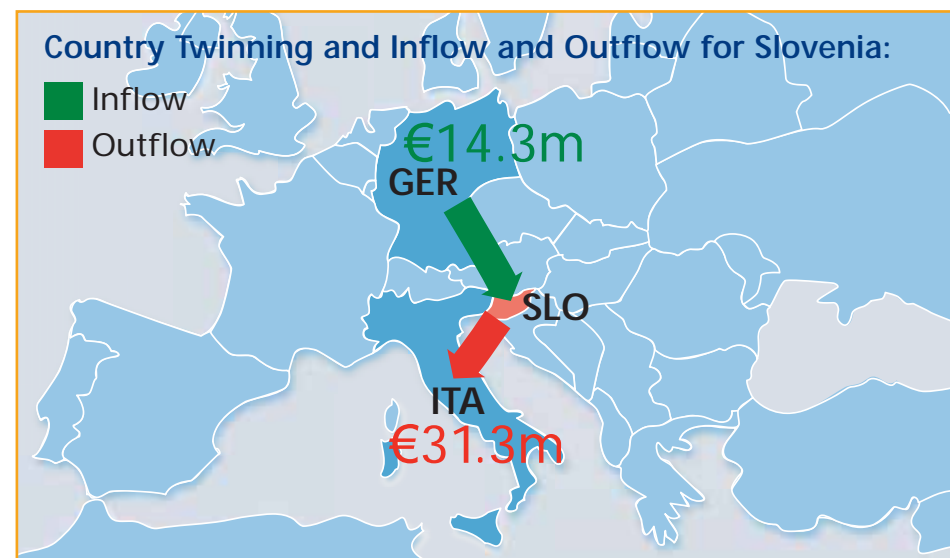 Country Twinning and Inflow and Outflow for Slovenia:
Inflow
Outflow
€14.3m
GER
SLO
ITA
€31.3m